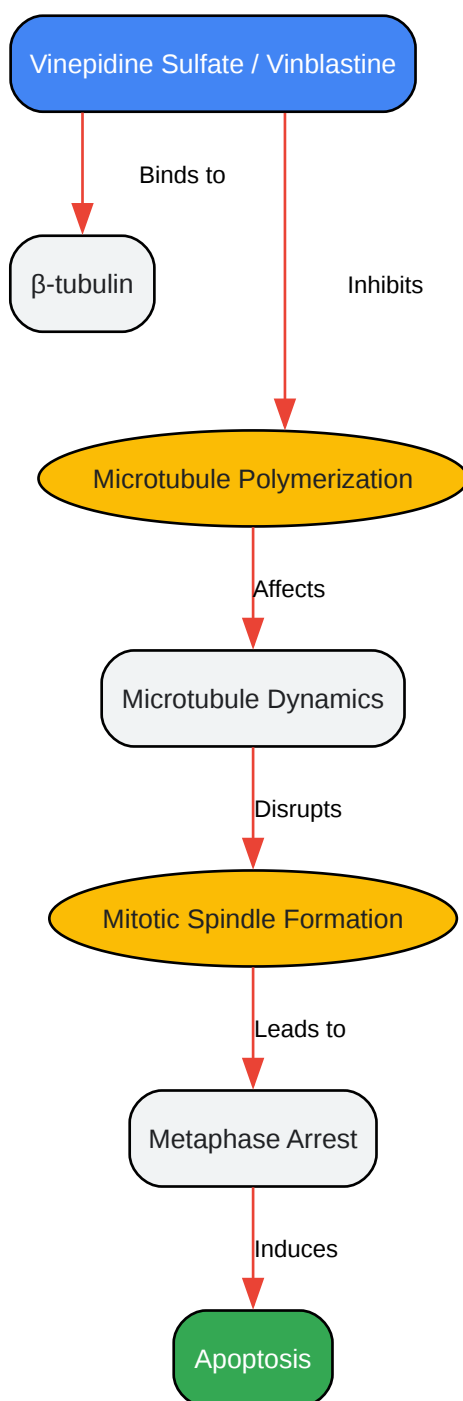 Vinepidine Sulfate / Vinblastine
Binds to
β-tubulin
Inhibits
Microtubule Polymerization
Affects
Microtubule Dynamics
Disrupts
Mitotic Spindle Formation
Leads to
Metaphase Arrest
Induces
Apoptosis